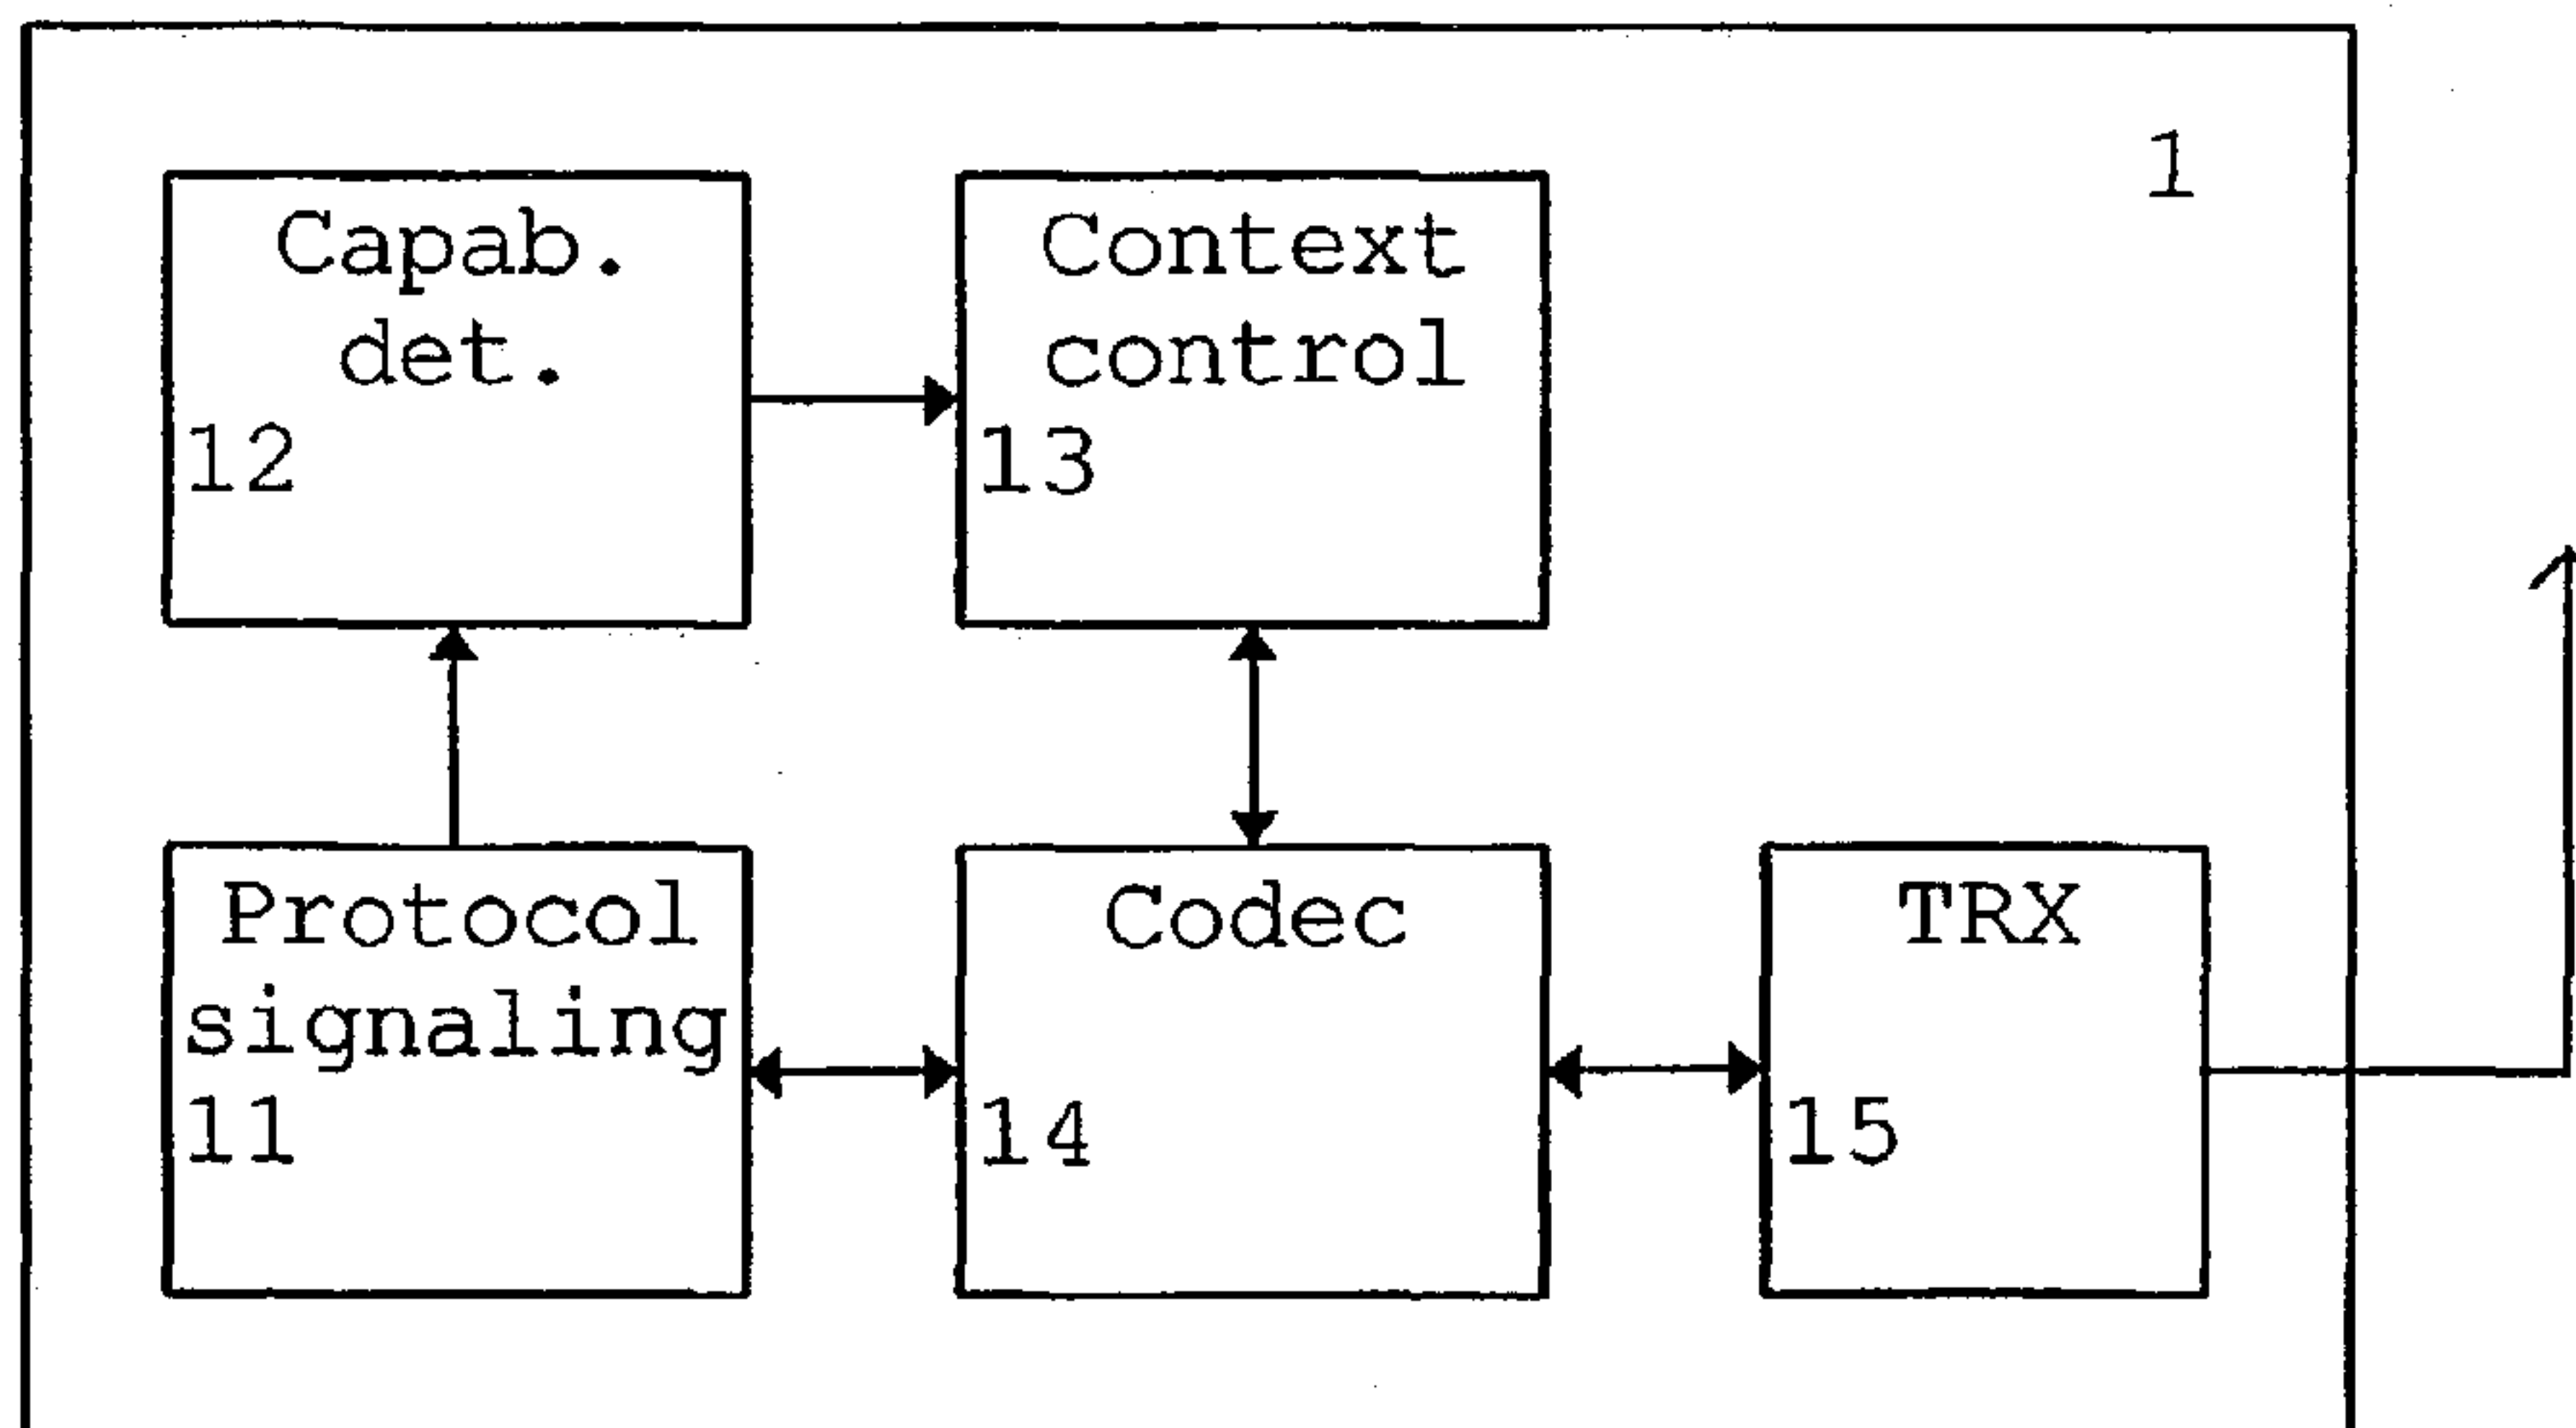 1
Capab.
det.
12
Context
control
13
Protocol
signaling
11
Codec
14
TRX
15